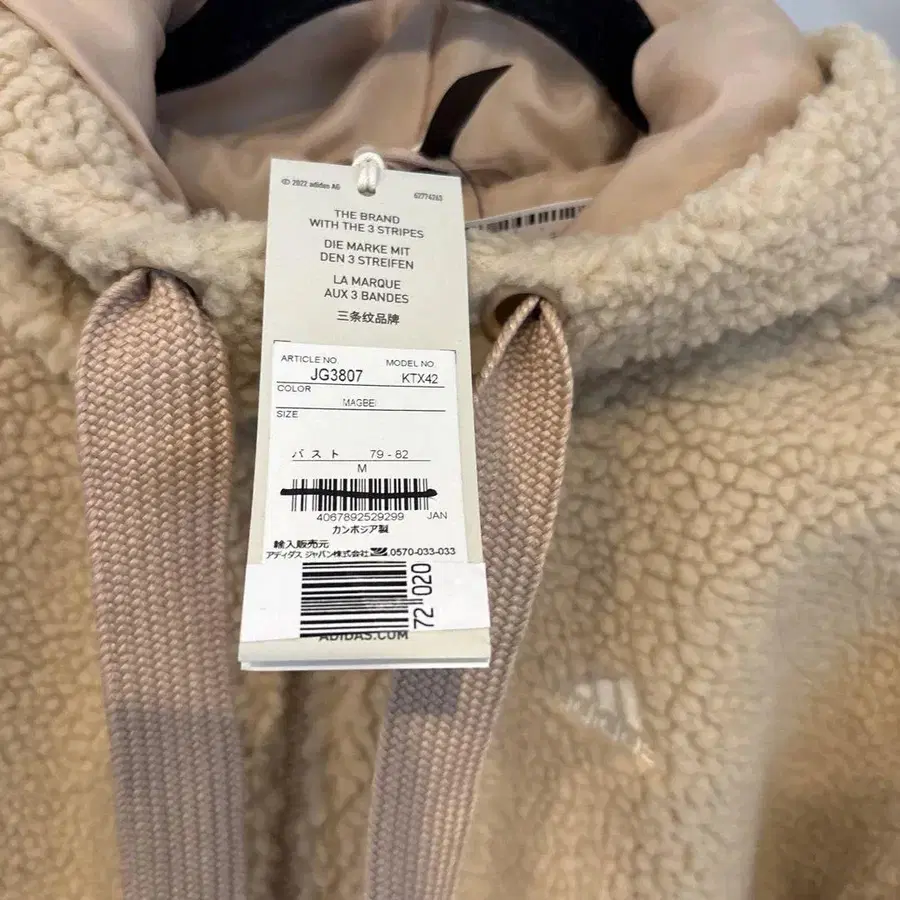 © 2022 adidas AG 62774265
THE BRAND
WITH THE 3 STRIPES
DIE MARKE MIT
DEN 3 STREIFEN
LA MARQUE
AUX 3 BANDES
三条纹品牌
ARTICLE NO. MODEL NO.
JG3807 KTX42
COLOR
MAGBEI
SIZE
バスト 79 - 82
M
4067892529299 JAN
カンボジア製
輸入販売元
アディダス ジャパン株式会社 0570-033-033
72 020
ADIDAS.COM